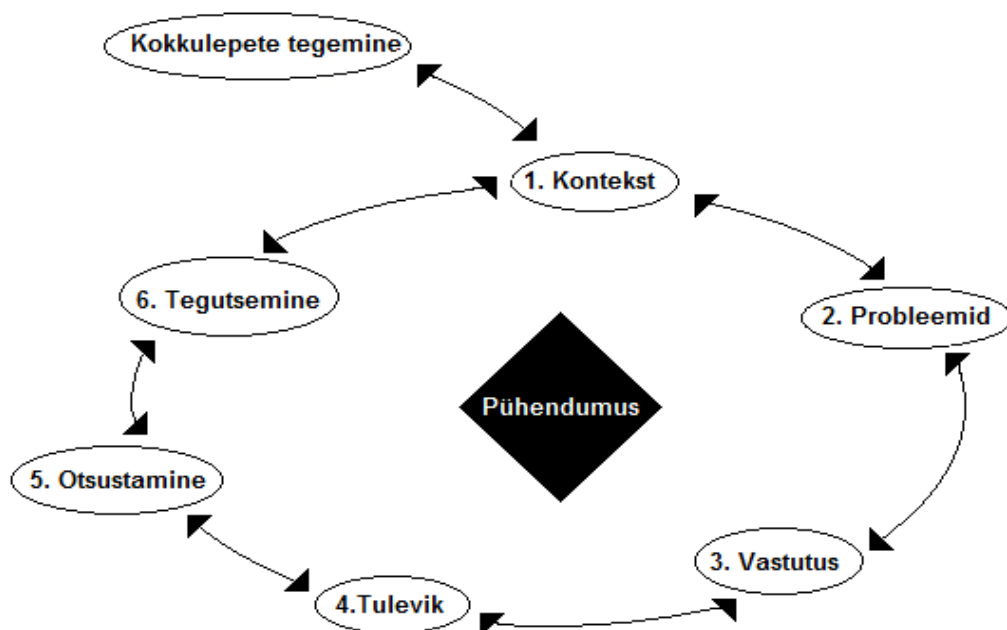 Kokkulepete tegemine
1. Kontekst
6. Tegutsemine
2. Probleemid
Pühendumus
5. Otsustamine
3. Vastutus
4.Tulevik